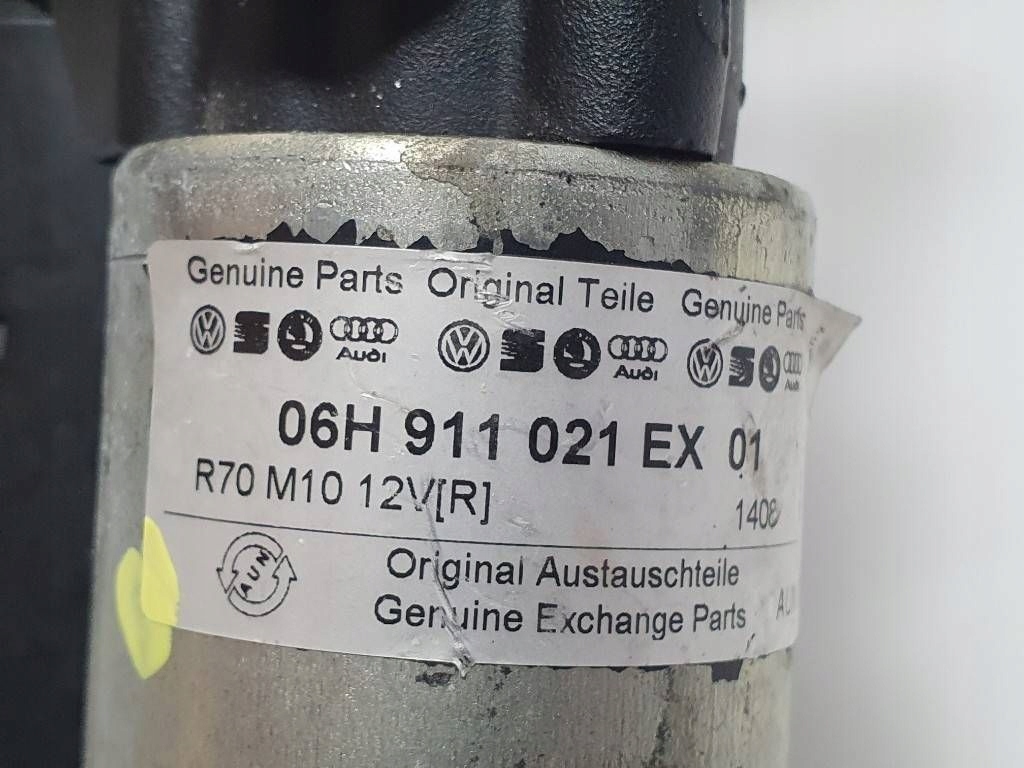 Genuine Parts Original Teile Genuine Parts
Audi Audi Audi
06H 911 021 EX 01
R70 M10 12V[R]
1408
AUN
Original Austauschteile
Genuine Exchange Parts